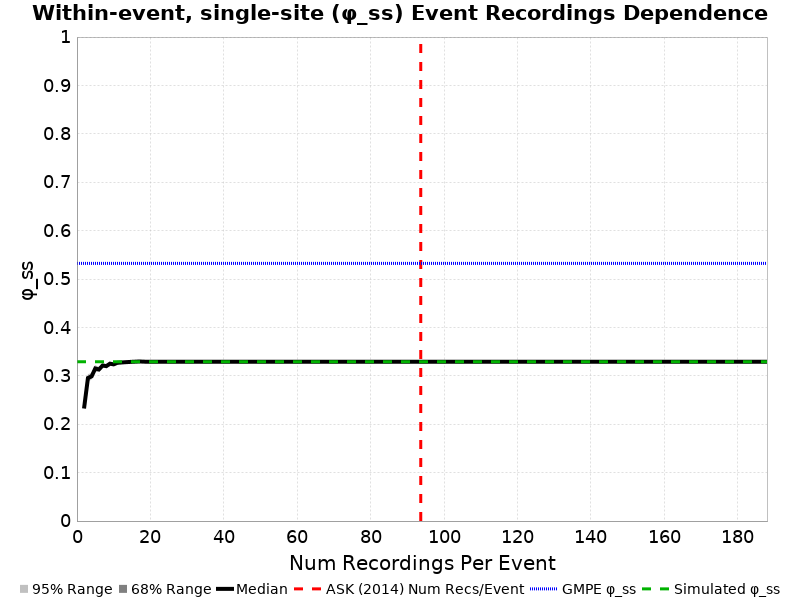 Within-event, single-site (φ_ss) Event Recordings Dependence
1
0.9
0.8
0.7
0.6
0.5
0.4
0.3
0.2
0.1
0
φ_ss
0 20 40 60 80 100 120 140 160 180
Num Recordings Per Event
95% Range 68% Range Median ASK (2014) Num Recs/Event GMPE φ_ss Simulated φ_ss